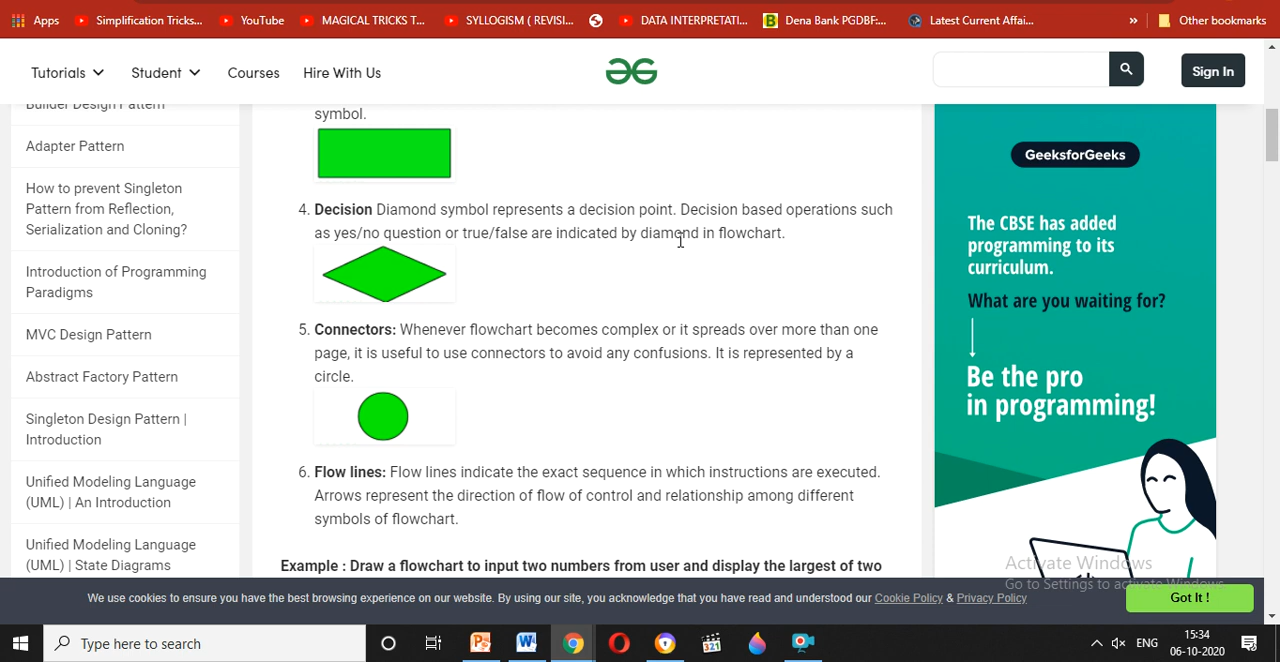 Apps
Simplification Tricks...
YouTube
MAGICAL TRICKS T...
SYLLOGISM ( REVISI...
DATA INTERPRETATI...
Dena Bank PGDBF:...
Latest Current Affai...
»
Other bookmarks
Tutorials
Student
Courses
Hire With Us
Sign In
Builder Design Pattern
Adapter Pattern
How to prevent Singleton
Pattern from Reflection,
Serialization and Cloning?
Introduction of Programming
Paradigms
MVC Design Pattern
Abstract Factory Pattern
Singleton Design Pattern |
Introduction
Unified Modeling Language
(UML) | An Introduction
Unified Modeling Language
(UML) | State Diagrams
symbol.
4. Decision Diamond symbol represents a decision point. Decision based operations such
as yes/no question or true/false are indicated by diamond in flowchart.
5. Connectors: Whenever flowchart becomes complex or it spreads over more than one
page, it is useful to use connectors to avoid any confusions. It is represented by a
circle.
6. Flow lines: Flow lines indicate the exact sequence in which instructions are executed.
Arrows represent the direction of flow of control and relationship among different
symbols of flowchart.
Example : Draw a flowchart to input two numbers from user and display the largest of two
GeeksforGeeks
The CBSE has added
programming to its
curriculum.
What are you waiting for?
Be the pro
in programming!
Activate Windows
Go to Settings to activate Windows.
We use cookies to ensure you have the best browsing experience on our website. By using our site, you acknowledge that you have read and understood our Cookie Policy & Privacy Policy
Got It !
Type here to search
321
ENG
15:34
06-10-2020